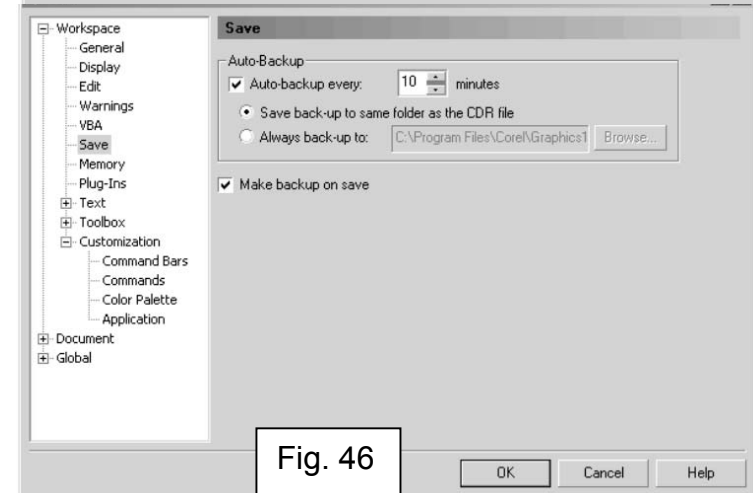 Workspace
General
Display
Edit
Warnings
VBA
Save
Memory
Plug-Ins
Text
Toolbox
Customization
Command Bars
Commands
Color Palette
Application
Document
Global
Save
Auto-Backup
Auto-backup every: 10 minutes
Save back-up to same folder as the CDR file
Always back-up to: C:\Program Files\Corel\Graphics1 Browse...
Make backup on save
Fig. 46
OK Cancel Help